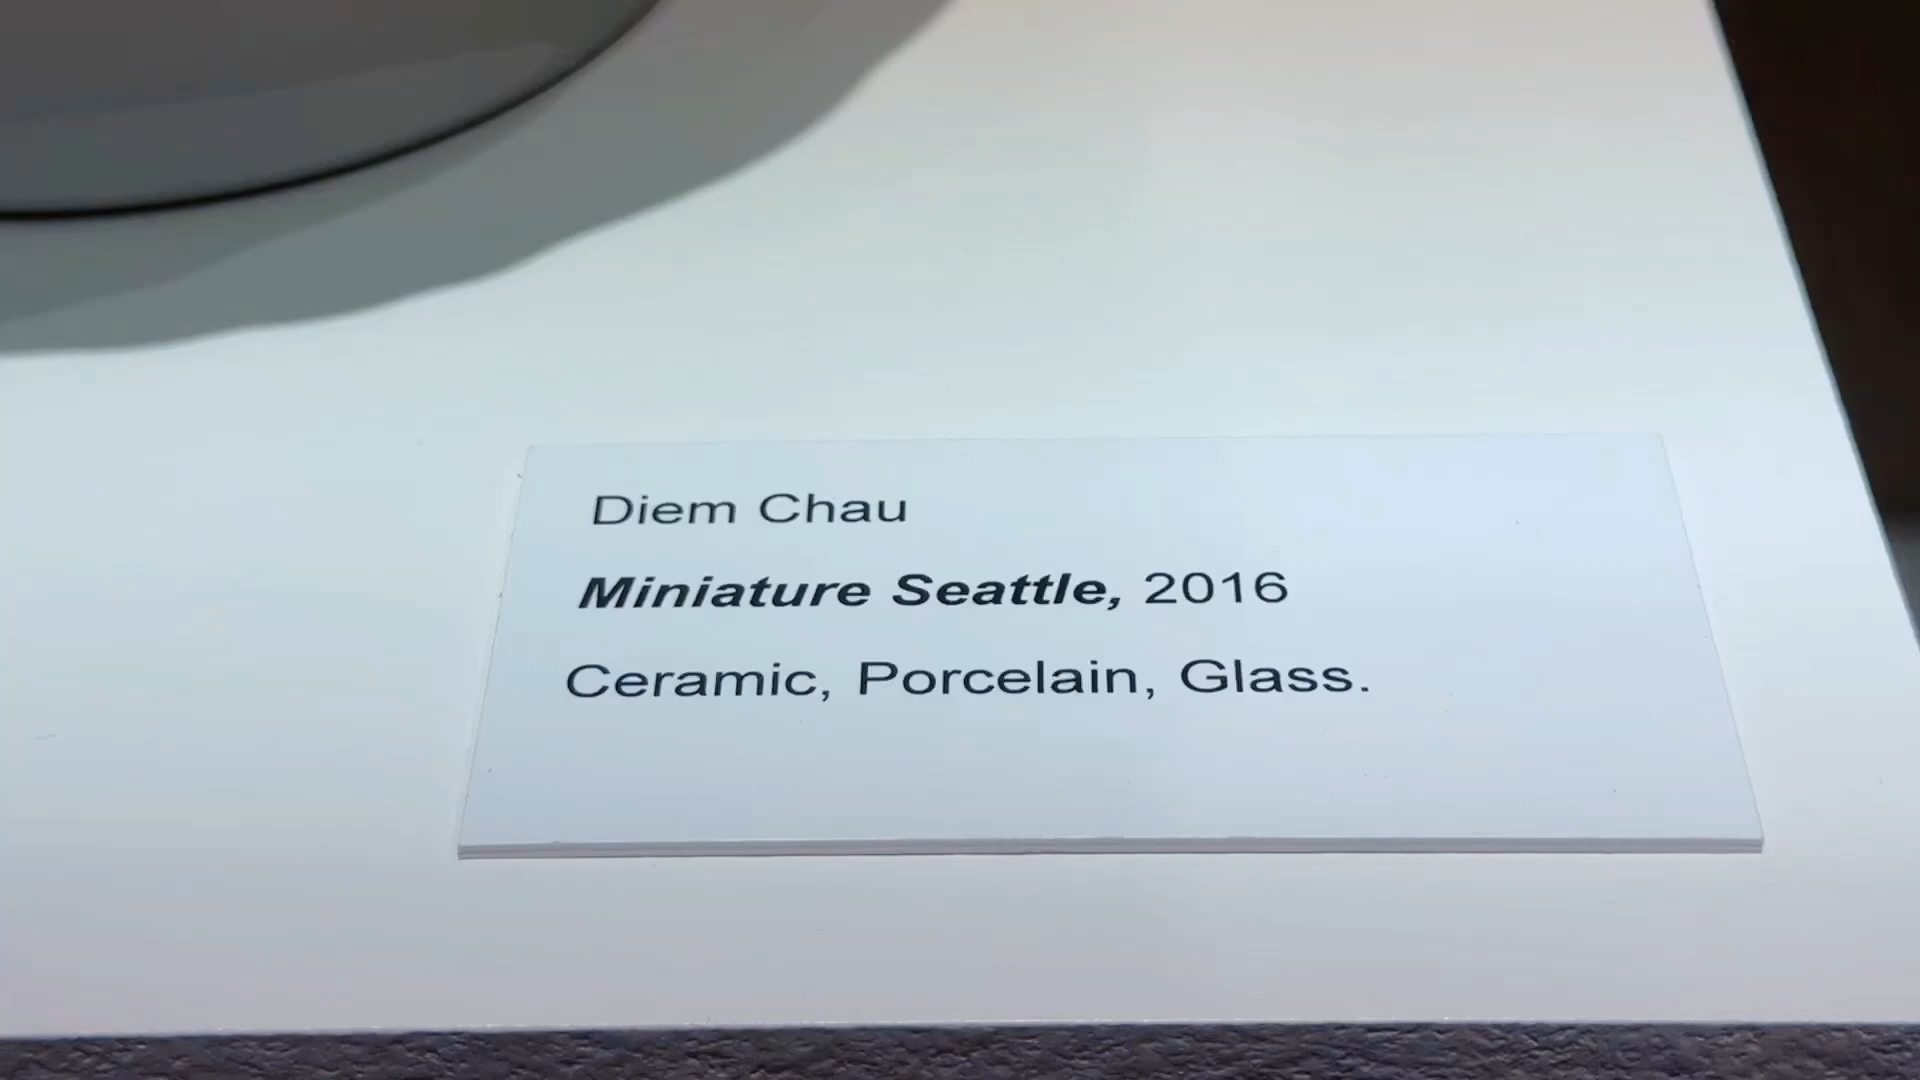 Diem Chau
Miniature Seattle, 2016
Ceramic, Porcelain, Glass.